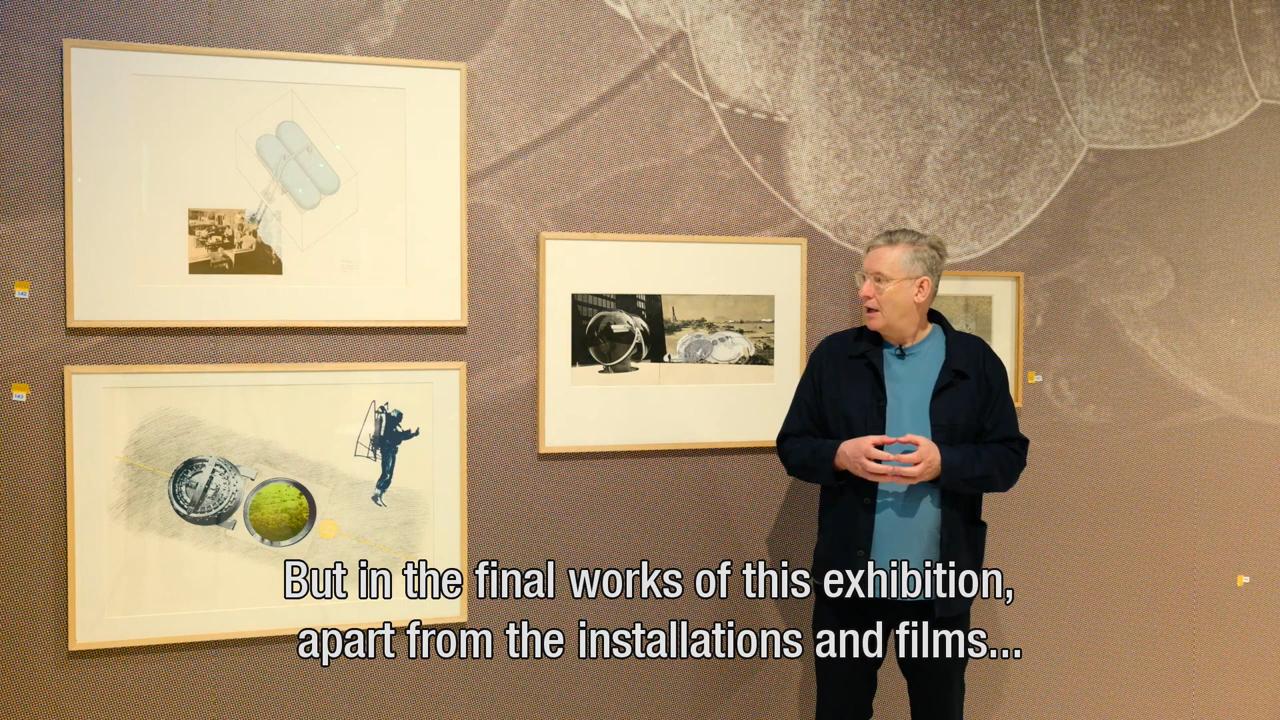 But in the final works of this exhibition,
apart from the installations and films...